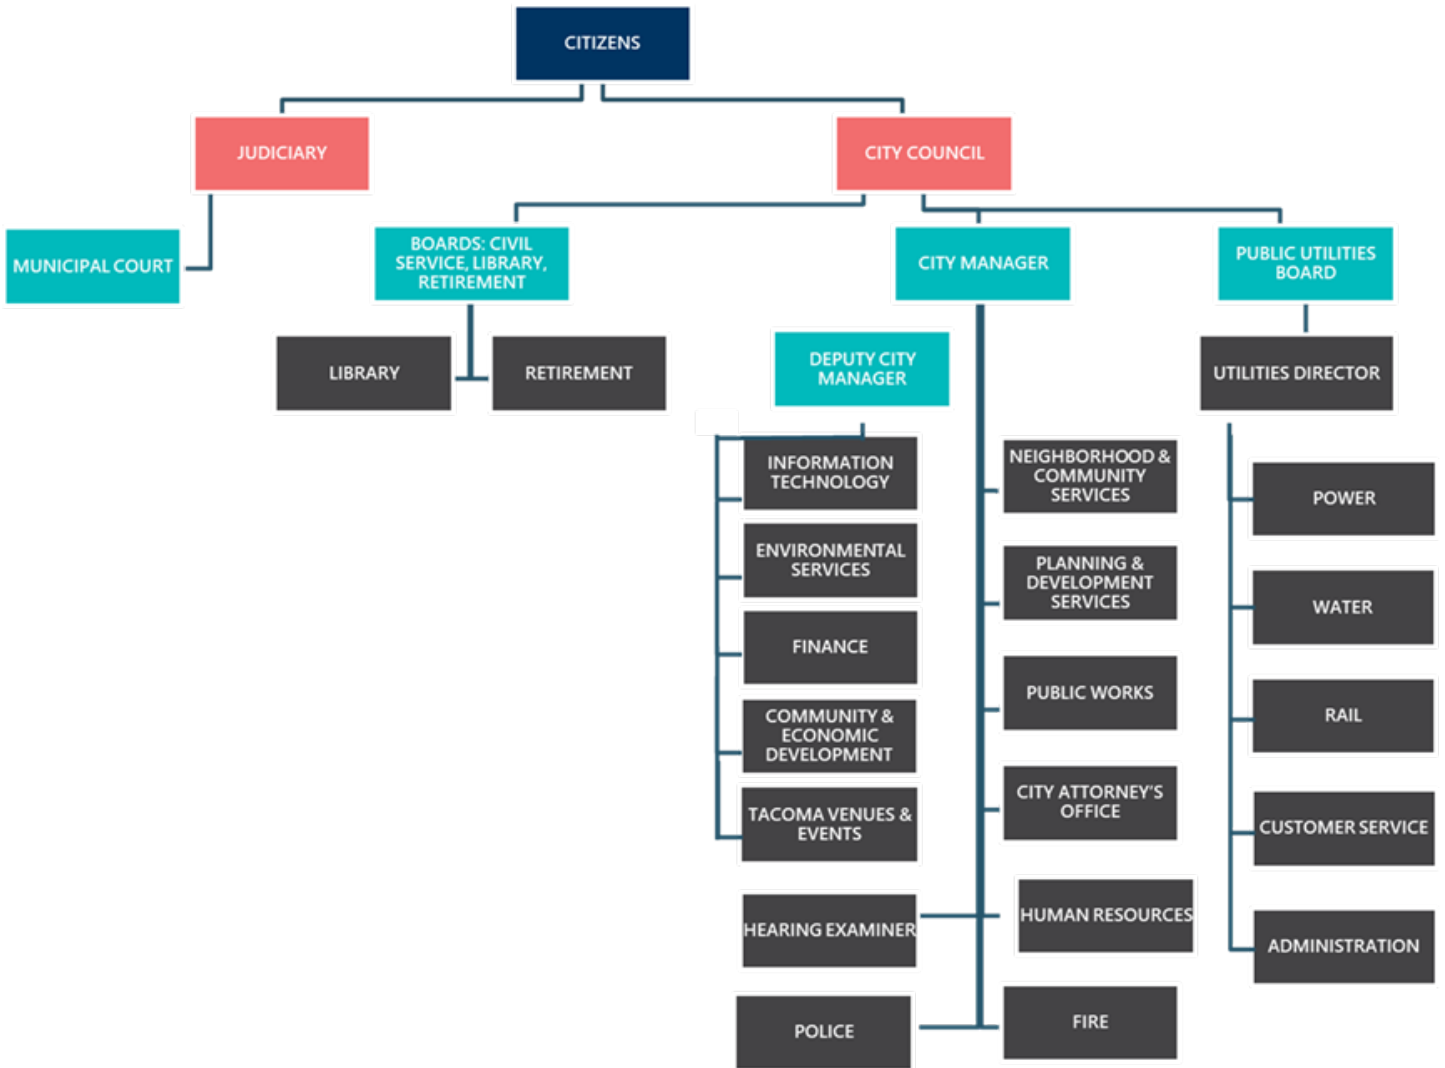 CITIZENS
JUDICIARY
CITY COUNCIL
MUNICIPAL COURT
BOARDS: CIVIL
SERVICE, LIBRARY,
RETIREMENT
CITY MANAGER
PUBLIC UTILITIES
BOARD
LIBRARY
RETIREMENT
DEPUTY CITY
MANAGER
UTILITIES DIRECTOR
INFORMATION
TECHNOLOGY
ENVIRONMENTAL
SERVICES
FINANCE
COMMUNITY &
ECONOMIC
DEVELOPMENT
TACOMA VENUES &
EVENTS
HEARING EXAMINER
POLICE
NEIGHBORHOOD &
COMMUNITY
SERVICES
PLANNING &
DEVELOPMENT
SERVICES
PUBLIC WORKS
CITY ATTORNEY'S
OFFICE
HUMAN RESOURCES
FIRE
POWER
WATER
RAIL
CUSTOMER SERVICE
ADMINISTRATION